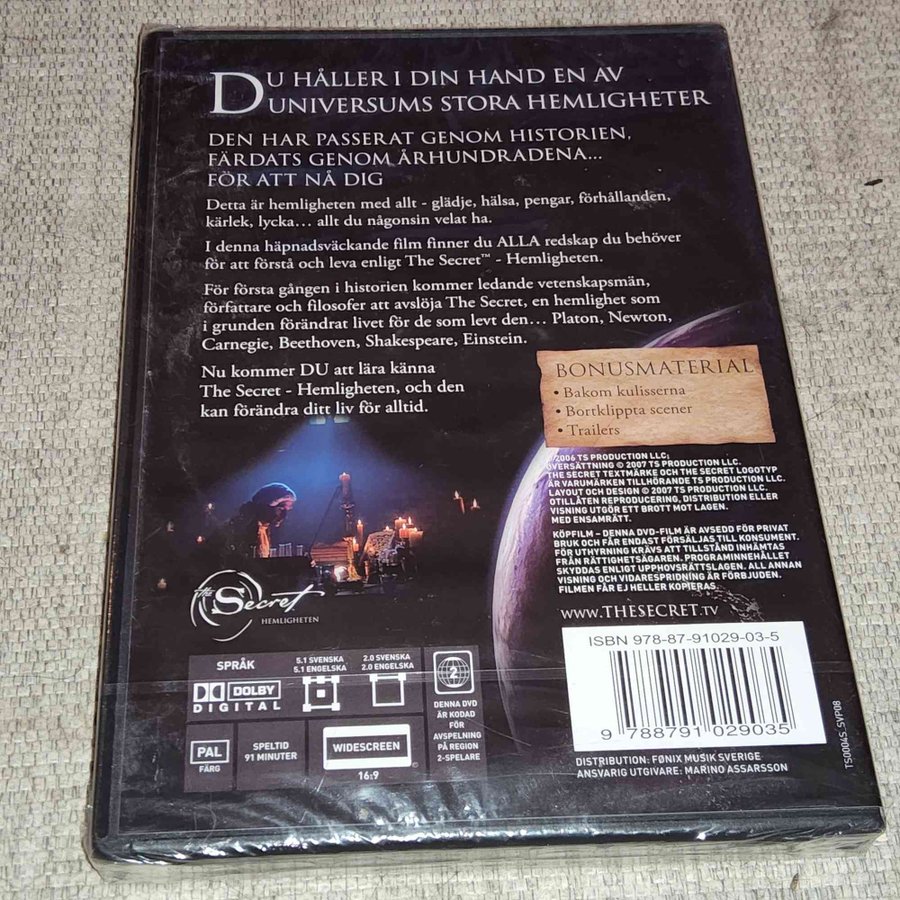 DU HÅLLER I DIN HAND EN AV
UNIVERSUMS STORA HEMLIGHETER
DEN HAR PASSERAT GENOM HISTORIEN,
FÄRDATS GENOM ÅRHUNDRADENA...
FÖR ATT NÅ DIG
Detta är hemligheten med allt - glädje, hälsa, pengar, förhållanden,
kärlek, lycka... allt du någonsin velat ha.
I denna häpnadsväckande film finner du ALLA redskap du behöver
för att förstå och leva enligt The Secret™ - Hemligheten.
För första gången i historien kommer ledande vetenskapsmän,
författare och filosofer att avslöja The Secret, en hemlighet som
i grunden förändrat livet för de som levt den... Platon, Newton,
Carnegie, Beethoven, Shakespeare, Einstein.
Nu kommer DU att lära känna
The Secret - Hemligheten, och den
kan förändra ditt liv för alltid.
BONUSMATERIAL
• Bakom kulisserna
• Bortklippta scener
• Trailers
©2006 TS PRODUCTION LLC;
ÖVERSÄTTNING © 2007 TS PRODUCTION LLC.
THE SECRET TEXTMÄRKE OCH THE SECRET LOGOTYP
ÄR VARUMÄRKEN TILLHÖRANDE TS PRODUCTION LLC.
LAYOUT OCH DESIGN © 2007 TS PRODUCTION LLC.
OTILLÅTEN REPRODUCERING, DISTRIBUTION ELLER
VISNING UTGÖR ETT BROTT MOT LAGEN.
MED ENSAMRÄTT.
KÖPFILM - DENNA DVD-FILM ÄR AVSEDD FÖR PRIVAT
BRUK OCH FÅR ENDAST FÖRSÄLJAS TILL KONSUMENT.
FÖR UTHYRNING KRÄVS ATT TILLSTÅND INHÄMTAS
FRÅN RÄTTIGHETSÄGAREN. PROGRAMINNEHÅLLET
SKYDDAS ENLIGT UPPHOVSRÄTTSLAGEN. ALL ANNAN
VISNING OCH VIDARESPRIDNING ÄR FÖRBJUDEN.
FILMEN FÅR EJ HELLER KOPIERAS.
WWW.THESECRET.TV
The Secret
HEMLIGHETEN
SPRÅK
5.1 SVENSKA
5.1 ENGELSKA
2.0 SVENSKA
2.0 ENGELSKA
DOLBY
DIGITAL
2
DENNA DVD
ÄR KODAD
FÖR
AVSPELNING
PÅ REGION
2-SPELARE
PAL
FÄRG
SPELTID
91 MINUTER
WIDESCREEN
16:9
ISBN 978-87-91029-03-5
9 788791 029035
TS0004S_SVP08
DISTRIBUTION: FØNIX MUSIK SVERIGE
ANSVARIG UTGIVARE: MARINO ASSARSSON